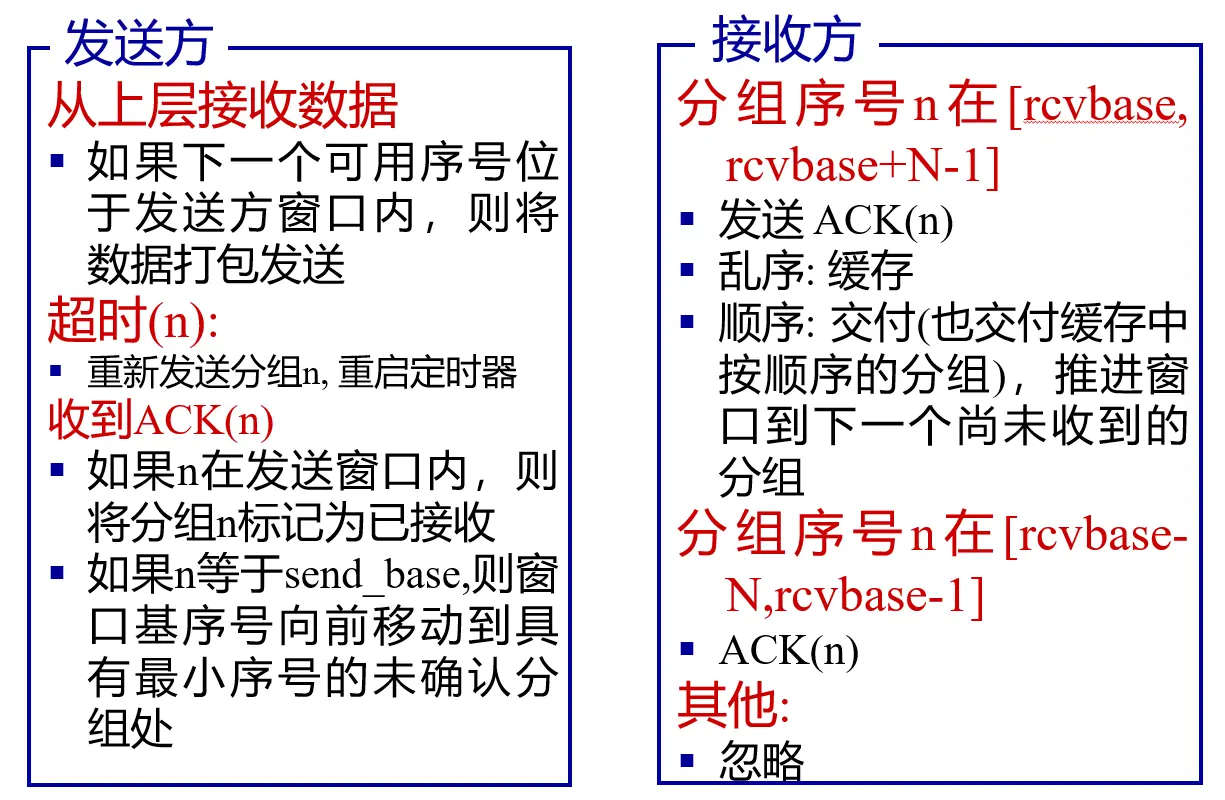 发送方
从上层接收数据
▪ 如果下一个可用序号位
于发送方窗口内，则将
数据打包发送
超时(n):
▪ 重新发送分组n, 重启定时器
收到ACK(n)
▪ 如果n在发送窗口内，则
将分组n标记为已接收
▪ 如果n等于send_base,则窗
口基序号向前移动到具
有最小序号的未确认分
组处
接收方
分组序号n在[rcvbase,
rcvbase+N-1]
▪ 发送 ACK(n)
▪ 乱序: 缓存
▪ 顺序: 交付(也交付缓存中
按顺序的分组)，推进窗
口到下一个尚未收到的
分组
分组序号n在[rcvbase-
N,rcvbase-1]
▪ ACK(n)
其他:
▪ 忽略